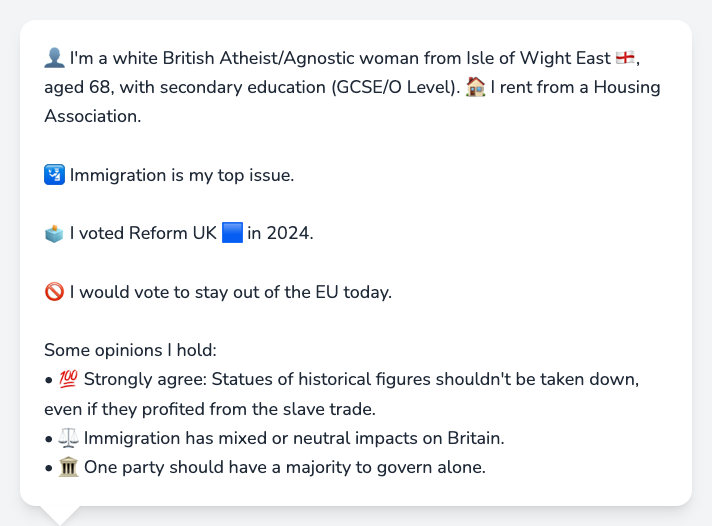 👤 I'm a white British Atheist/Agnostic woman from Isle of Wight East 🏴󠁧󠁢󠁥󠁮󠁧󠁿,
aged 68, with secondary education (GCSE/O Level). 🏠 I rent from a Housing
Association.
🛂 Immigration is my top issue.
🗳️ I voted Reform UK 🟦 in 2024.
🚫 I would vote to stay out of the EU today.
Some opinions I hold:
• 💯 Strongly agree: Statues of historical figures shouldn't be taken down,
even if they profited from the slave trade.
• ⚖️ Immigration has mixed or neutral impacts on Britain.
• 🏛️ One party should have a majority to govern alone.